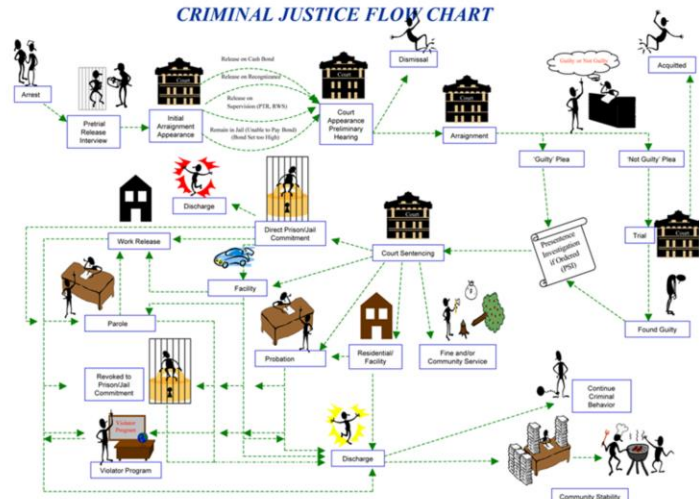 CRIMINAL JUSTICE FLOW CHART
Arrest
Pretrial
Release
Interview
Court
Initial
Arraignment
Appearance
Release on Cash Bond
Release on Recognizance
Release on
Supervision (PTR, RWS)
Remain in Jail (Unable to Pay Bond)
(Bond Set too High)
Court
Court
Appearance
Preliminary
Hearing
Dismissal
Court
Arraignment
Guilty or Not Guilty
Acquitted
'Guilty' Plea
'Not Guilty' Plea
Trial
Court
Found Guilty
Presentence
Investigation
if Ordered
(PSI)
Court
Court Sentencing
Discharge
Direct Prison/Jail
Commitment
Work Release
Facility
Parole
Probation
Residential/
Facility
Fine and/or
Community Service
Revoked to
Prison/Jail
Commitment
Violator
Program
Violator Program
Discharge
Continue
Criminal
Behavior
Community Stability